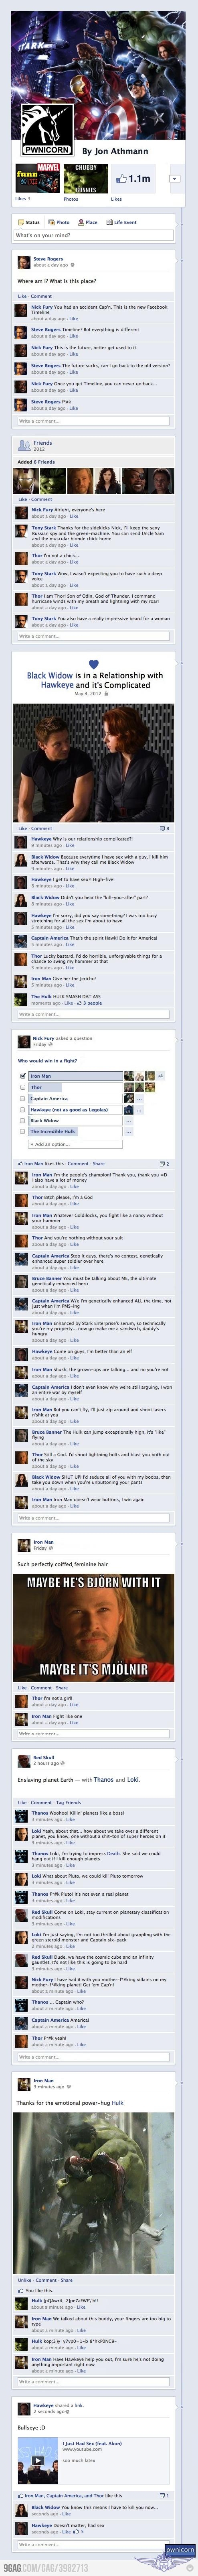 STARK
PWNICORN
By Jon Athmann
MARVEL
funn
CHUBBY
BUNNIES
1.1m
Likes 1
Photos
Likes
Status
Photo
Place
Life Event
What's on your mind?
Steve Rogers
about a day ago
Where am I? What is this place?
Like · Comment
Nick Fury You had an accident Cap'n. This is the new Facebook
Timeline
about a day ago · Like
Steve Rogers Timeline? But everything is different
about a day ago · Like
Nick Fury This is the future, better get used to it
about a day ago · Like
Steve Rogers The future sucks, can I go back to the old version?
about a day ago · Like
Nick Fury Once you get Timeline, you can never go back...
about a day ago · Like
Steve Rogers F*#k
about a day ago · Like
Write a comment...
Friends
2012
Added 6 Friends
Like · Comment
Nick Fury Alright, everyone's here
about a day ago · Like
Tony Stark Thanks for the sidekicks Nick, I'll keep the sexy
Russian spy and the green-machine. You can send Uncle Sam
and the muscular blonde chick home
about a day ago · Like
Thor I'm not a chick...
about a day ago · Like
Tony Stark Wow, I wasn't expecting you to have such a deep
voice
about a day ago · Like
Thor I am Thor! Son of Odin, God of Thunder. I command
hurricane winds with my breath and lightning with my rear!
about a day ago · Like
Tony Stark You also have a really impressive beard for a woman
about a day ago · Like
Write a comment...
Black Widow is in a Relationship with
Hawkeye and it's Complicated
May 4, 2012
Like · Comment
8
Hawkeye Why is our relationship complicated?!
9 minutes ago · Like
Black Widow Because everytime I have sex with a guy, I kill him
afterwards. That's why they call me Black Widow
9 minutes ago · Like
Hawkeye I get to have sex?! High-five!
8 minutes ago · Like
Black Widow Didn't you hear the "kill-you-after" part?
8 minutes ago · Like
Hawkeye I'm sorry, did you say something? I was too busy
stretching for all the sex I'm about to have
3 minutes ago · Like
Captain America That's the spirit Hawk! Do it for America!
3 minutes ago · Like
Thor Lucky bastard. I'd do horrible, unforgivable things for a
chance to swing my hammer at that
3 minutes ago · Like
Iron Man Give her the Jericho!
3 minutes ago · Like
The Hulk HULK SMASH DAT ASS
moments ago · Like · 3 people
Write a comment...
Nick Fury asked a question
Friday
Who would win in a fight?
Iron Man
+6
Thor
Captain America
Hawkeye (not as good as Legolas)
Black Widow
The Incredible Hulk
+ Add an option...
Iron Man likes this · Comment · Share
2
Iron Man I'm the people's champion! Thank you, thank you =D
I also have a lot of money
about a day ago · Like
Thor Bitch please, I'm a God
about a day ago · Like
Iron Man Whatever Goldilocks, you fight like a nanny without
your hammer
about a day ago · Like
Thor And you're nothing without your suit
about a day ago · Like
Captain America Stop it guys, there's no contest, genetically
enhanced super soldier over here
about a day ago · Like
Bruce Banner You must be talking about ME, the ultimate
genetically enhanced hero
about a day ago · Like
Captain America W/e I'm genetically enhanced ALL the time, not
just when I'm PMS-ing
about a day ago · Like
Iron Man Enhanced by Stark Enterprise's serum, so technically
you're my property... now go make me a sandwich, daddy's
hungry
about a day ago · Like
Hawkeye Come on guys, I'm better than an elf
about a day ago · Like
Iron Man Shush, the grown-ups are talking... and no you're not
about a day ago · Like
Captain America I don't even know why we're still arguing, I won
an entire war by myself
about a day ago · Like
Iron Man But you can't fly, I'll just zip around and shoot lasers
n'shit at you
about a day ago · Like
Bruce Banner The Hulk can jump exceptionally high, it's "like"
flying
about a day ago · Like
Thor Still a God. I'd shoot lightning bolts and blast you both out
of the sky
about a day ago · Like
Black Widow SHUT UP! I'd seduce all of you with my boobs, then
take you down when you're unbuttoning your pants
about a day ago · Like
Iron Man Iron Man doesn't wear buttons, I win again
about a day ago · Like
Write a comment...
Iron Man
Friday
Such perfectly coiffed, feminine hair
MAYBE HE'S BJORN WITH IT
MAYBE IT'S MJÖLNIR
Like · Comment · Share
Thor I'm not a girl!
about a day ago · Like
Iron Man Fight like one
about a day ago · Like
Write a comment...
Red Skull
2 hours ago
Enslaving planet Earth — with Thanos and Loki.
Like · Comment · Tag Friends
Thanos Woohoo! Killin' planets like a boss!
3 minutes ago · Like
Loki Yeah, about that... how about we take over a different
planet, you know, one without a shit-ton of super heroes on it
3 minutes ago · Like
Thanos Loki, I'm trying to impress Death. She said we could
hang out if I kill enough planets
3 minutes ago · Like
Loki What about Pluto, we could kill Pluto tomorrow
3 minutes ago · Like
Thanos F*#k Pluto! It's not even a real planet
3 minutes ago · Like
Red Skull Come on Loki, stay current on planetary classification
modifications
3 minutes ago · Like
Loki I'm just saying, I'm not too thrilled about grappling with the
green steroid monster and Captain six-pack
2 minutes ago · Like
Red Skull Dude, we have the cosmic cube and an infinity
gauntlet. It's not like this is going to be hard
3 minutes ago · Like
Nick Fury I have had it with you mother-f*#king villains on my
mother-f*#king planet! Get 'em Cap'n!
about a minute ago · Like
Thanos ... Captain who?
about a minute ago · Like
Captain America America!
about a minute ago · Like
Thor F*#k yeah!
about a minute ago · Like
Write a comment...
Iron Man
3 minutes ago
Thanks for the emotional power-hug Hulk
Unlike · Comment · Share
You like this.
about a minute ago · Like
Iron Man We talked about this buddy, your fingers are too big to
type
about a minute ago · Like
about a minute ago · Like
Iron Man Have Hawkeye help you out, I'm sure he's not doing
anything important right now
about a minute ago · Like
Write a comment...
Hawkeye shared a link.
2 seconds ago
Bullseye ;D
I Just Had Sex (feat. Akon)
www.youtube.com
soo much latex
Iron Man, Captain America, and Thor like this
1
Black Widow You know this means I have to kill you now...
seconds ago · Like
Hawkeye Doesn't matter, had sex
seconds ago · Like 5
Write a comment...
pwnicorn
9GAG.COM/GAG/3982713